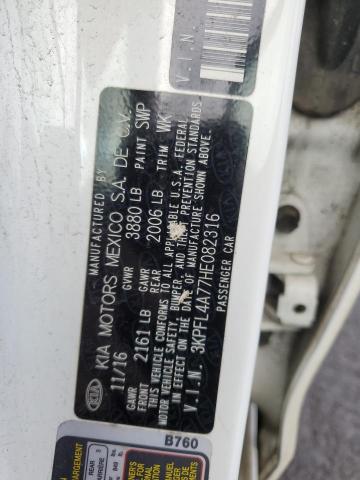 MANUFACTURED BY
KIA MOTORS MEXICO S.A. DE C.V.
11/16 GVWR 3880 LB PAINT SWP
GAWR FRONT 2161 LB GAWR REAR 2006 LB TRIM WK
THIS VEHICLE CONFORMS TO ALL APPLICABLE U.S.A. FEDERAL
MOTOR VEHICLE SAFETY, BUMPER, AND THEFT PREVENTION STANDARDS
IN EFFECT ON THE DATE OF MANUFACTURE SHOWN ABOVE.
V.I.N. 3KPFL4A77HE082316
PASSENGER CAR
KIA
V.I.N
B760
REAR